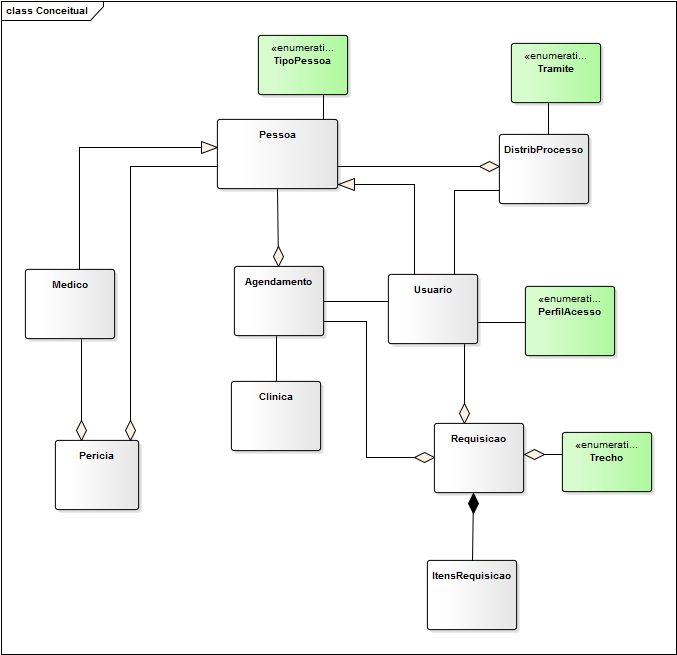 class Conceitual
«enumerati...
TipoPessoa
«enumerati...
Tramite
Pessoa
DistribProcesso
Medico
Agendamento
Usuario
«enumerati...
PerfilAcesso
Clinica
Pericia
Requisicao
«enumerati...
Trecho
ItensRequisicao